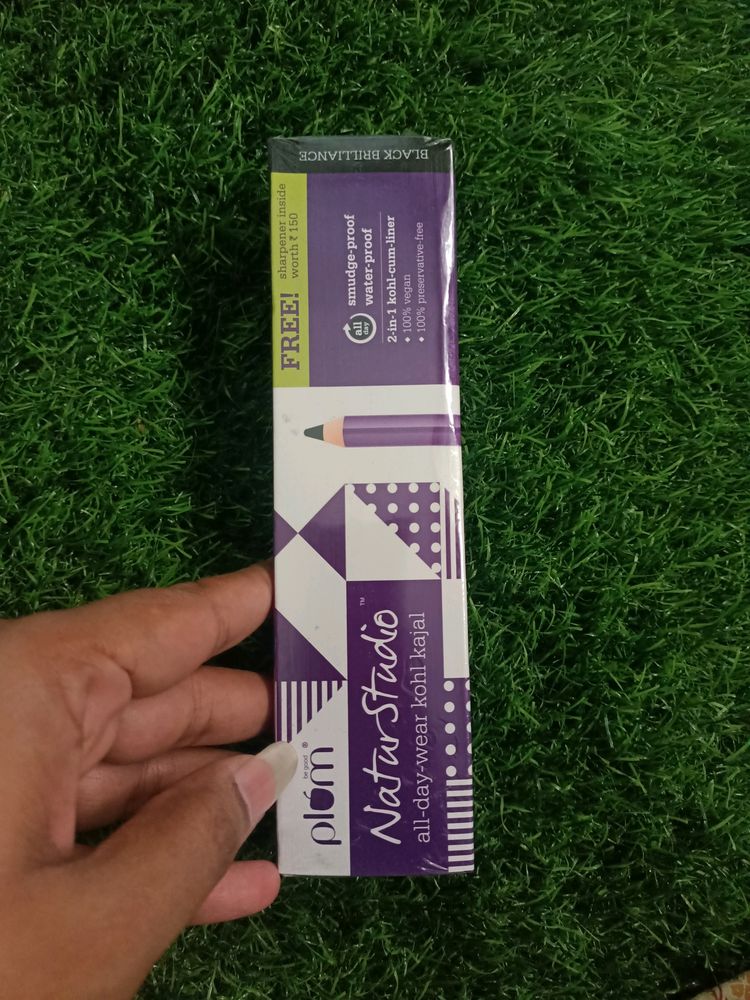 plum
be good ®
NaturStudio ™
all-day-wear kohl kajal
FREE!
sharpener inside
worth ₹ 150
all
day
smudge-proof
water-proof
2-in-1 kohl-cum-liner
• 100% vegan
• 100% preservative-free
BLACK BRILLIANCE